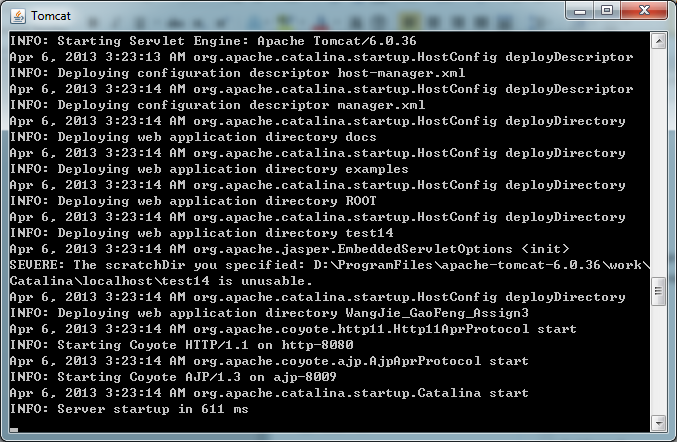 Tomcat
INFO: Starting Servlet Engine: Apache Tomcat/6.0.36
Apr 6, 2013 3:23:13 AM org.apache.catalina.startup.HostConfig deployDescriptor
INFO: Deploying configuration descriptor host-manager.xml
Apr 6, 2013 3:23:14 AM org.apache.catalina.startup.HostConfig deployDescriptor
INFO: Deploying configuration descriptor manager.xml
Apr 6, 2013 3:23:14 AM org.apache.catalina.startup.HostConfig deployDirectory
INFO: Deploying web application directory docs
Apr 6, 2013 3:23:14 AM org.apache.catalina.startup.HostConfig deployDirectory
INFO: Deploying web application directory examples
Apr 6, 2013 3:23:14 AM org.apache.catalina.startup.HostConfig deployDirectory
INFO: Deploying web application directory ROOT
Apr 6, 2013 3:23:14 AM org.apache.catalina.startup.HostConfig deployDirectory
INFO: Deploying web application directory test14
Apr 6, 2013 3:23:14 AM org.apache.jasper.EmbeddedServletOptions <init>
SEVERE: The scratchDir you specified: D:\ProgramFiles\apache-tomcat-6.0.36\work\
Catalina\localhost\test14 is unusable.
Apr 6, 2013 3:23:14 AM org.apache.catalina.startup.HostConfig deployDirectory
INFO: Deploying web application directory WangJie_GaoFeng_Assign3
Apr 6, 2013 3:23:14 AM org.apache.coyote.http11.Http11AprProtocol start
INFO: Starting Coyote HTTP/1.1 on http-8080
Apr 6, 2013 3:23:14 AM org.apache.coyote.ajp.AjpAprProtocol start
INFO: Starting Coyote AJP/1.3 on ajp-8009
Apr 6, 2013 3:23:14 AM org.apache.catalina.startup.Catalina start
INFO: Server startup in 611 ms